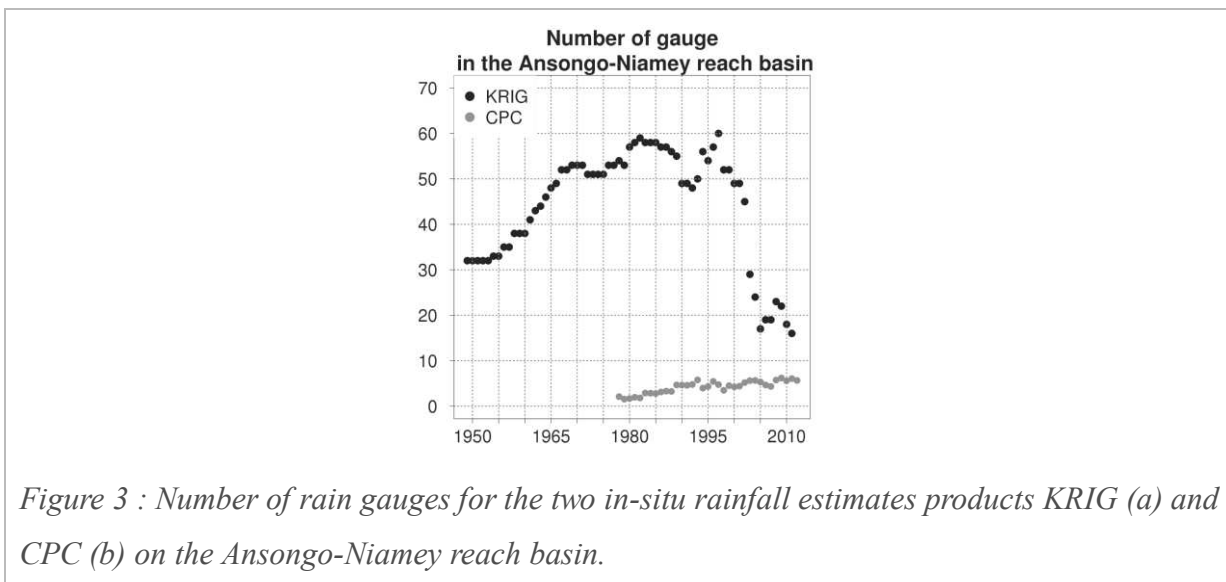 Number of gauge
in the Ansongo-Niamey reach basin
70
KRIG
CPC
60
50
40
30
20
10
0
1950 1965 1980 1995 2010
Figure 3 : Number of rain gauges for the two in-situ rainfall estimates products KRIG (a) and
CPC (b) on the Ansongo-Niamey reach basin.